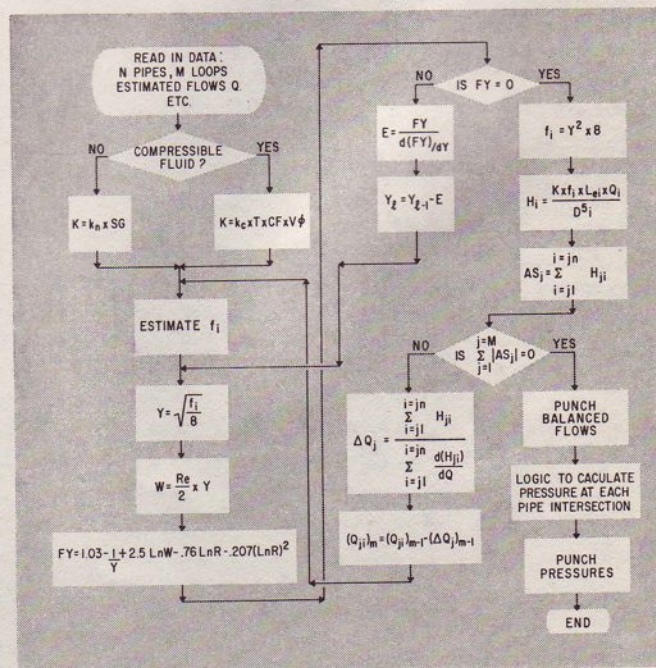 READ IN DATA:
N PIPES, M LOOPS
ESTIMATED FLOWS Q.
ETC.
NO
COMPRESSIBLE
FLUID?
YES
K = kn x SG
K = kc x T x CF x Vϕ
ESTIMATE fi
Y = √(fi/8)
W = Re/2 x Y
FY = 1.03 - 1/Y + 2.5 LnW - .76 LnR - .207(LnR)²
NO
IS FY = 0
YES
E = FY / d(FY)/dY
Yℓ = Yℓ-1 - E
fi = Y² x 8
Hi = K x fi x Lei x Qi / D⁵i
i = jn
ASj = Σ Hji
i = j1
NO
j = M
IS Σ |ASj| = 0
j = 1
YES
i = jn
Σ Hji
i = j1
ΔQj =
i = jn
Σ d(Hji)/dQ
i = j1
(Qji)m = (Qji)m-1 - (ΔQj)m-1
PUNCH
BALANCED
FLOWS
LOGIC TO CACULATE
PRESSURE AT EACH
PIPE INTERSECTION
PUNCH
PRESSURES
END